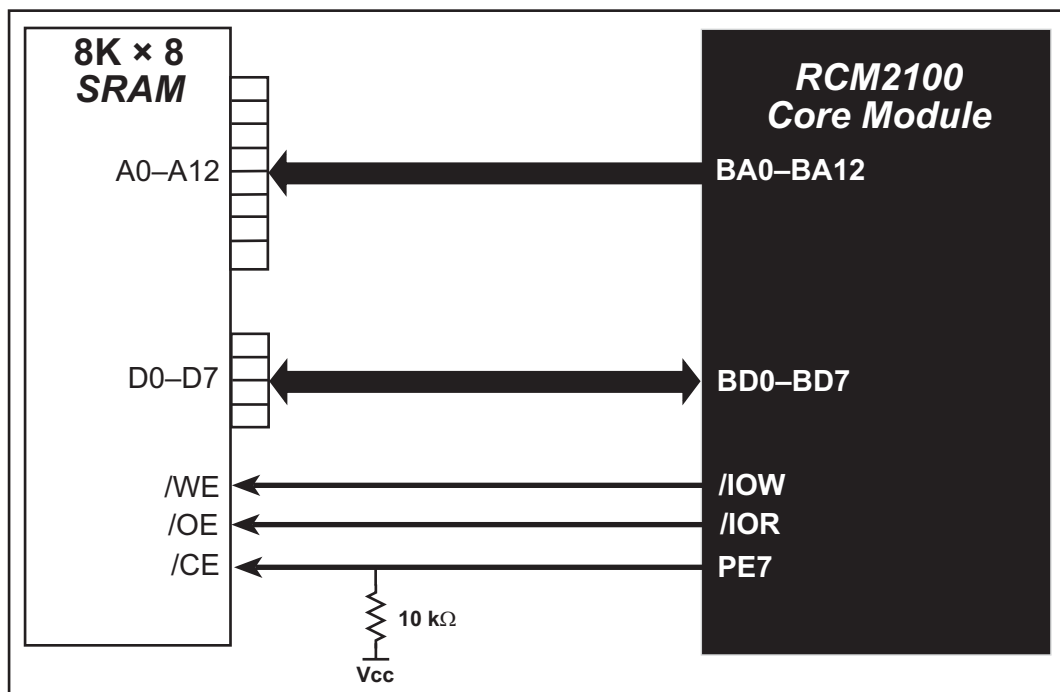 8K × 8
SRAM
A0–A12
D0–D7
/WE
/OE
/CE
10 kΩ
Vcc
RCM2100
Core Module
BA0–BA12
BD0–BD7
/IOW
/IOR
PE7